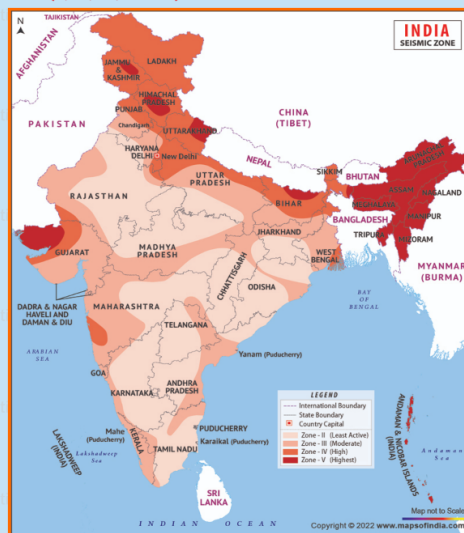 TAJIKISTAN
N
AFGHANISTAN
INDIA
SEISMIC ZONE
JAMMU
&
KASHMIR
LADAKH
HIMACHAL
PRADESH
PUNJAB
Chandigarh
UTTARAKHAND
CHINA
(TIBET)
PAKISTAN
HARYANA
DELHI
New Delhi
NEPAL
SIKKIM
BHUTAN
ARUNACHAL
PRADESH
RAJASTHAN
UTTAR
PRADESH
BIHAR
ASSAM
NAGALAND
MEGHALAYA
MANIPUR
BANGLADESH
TRIPURA
MIZORAM
GUJARAT
MADHYA
PRADESH
JHARKHAND
WEST
BENGAL
CHHATTISGARH
MYANMAR
(BURMA)
DADRA & NAGAR
HAVELI AND
DAMAN & DIU
MAHARASHTRA
ODISHA
BAY
OF
BENGAL
TELANGANA
ARABIAN
SEA
Yanam (Puducherry)
GOA
KARNATAKA
ANDHRA
PRADESH
LEGEND
International Boundary
State Boundary
Country Capital
Zone - II (Least Active)
Zone - III (Moderate)
Zone - IV (High)
Zone - V (Highest)
ANDAMAN & NICOBAR ISLANDS
(INDIA)
Andaman
Sea
LAKSHADWEEP
(INDIA)
Mahe
(Puducherry)
Lakshadweep
Sea
KERALA
PUDUCHERRY
Karaikal (Puducherry)
TAMIL NADU
SRI
LANKA
INDIAN OCEAN
Map not to Scale
Copyright © 2022 www.mapsofindia.com